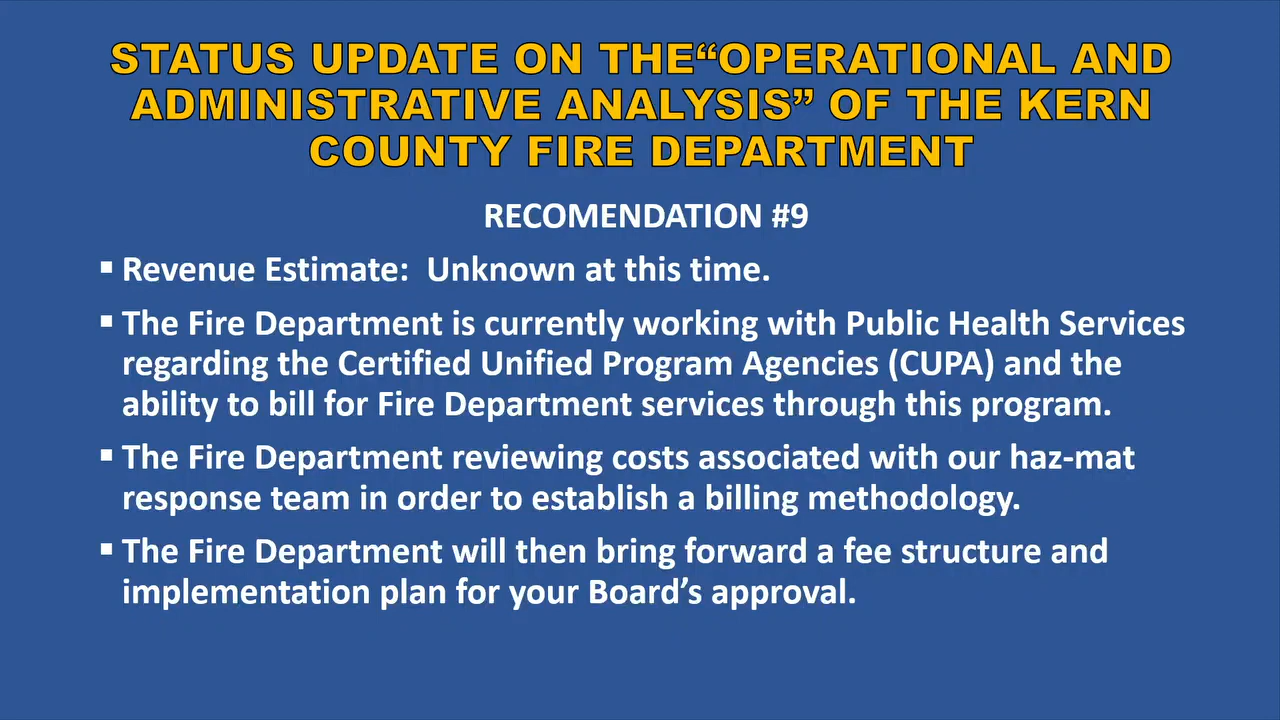 STATUS UPDATE ON THE“OPERATIONAL AND
ADMINISTRATIVE ANALYSIS” OF THE KERN
COUNTY FIRE DEPARTMENT
RECOMENDATION #9
▪ Revenue Estimate:  Unknown at this time.
▪ The Fire Department is currently working with Public Health Services
regarding the Certified Unified Program Agencies (CUPA) and the
ability to bill for Fire Department services through this program.
▪ The Fire Department reviewing costs associated with our haz-mat
response team in order to establish a billing methodology.
▪ The Fire Department will then bring forward a fee structure and
implementation plan for your Board’s approval.